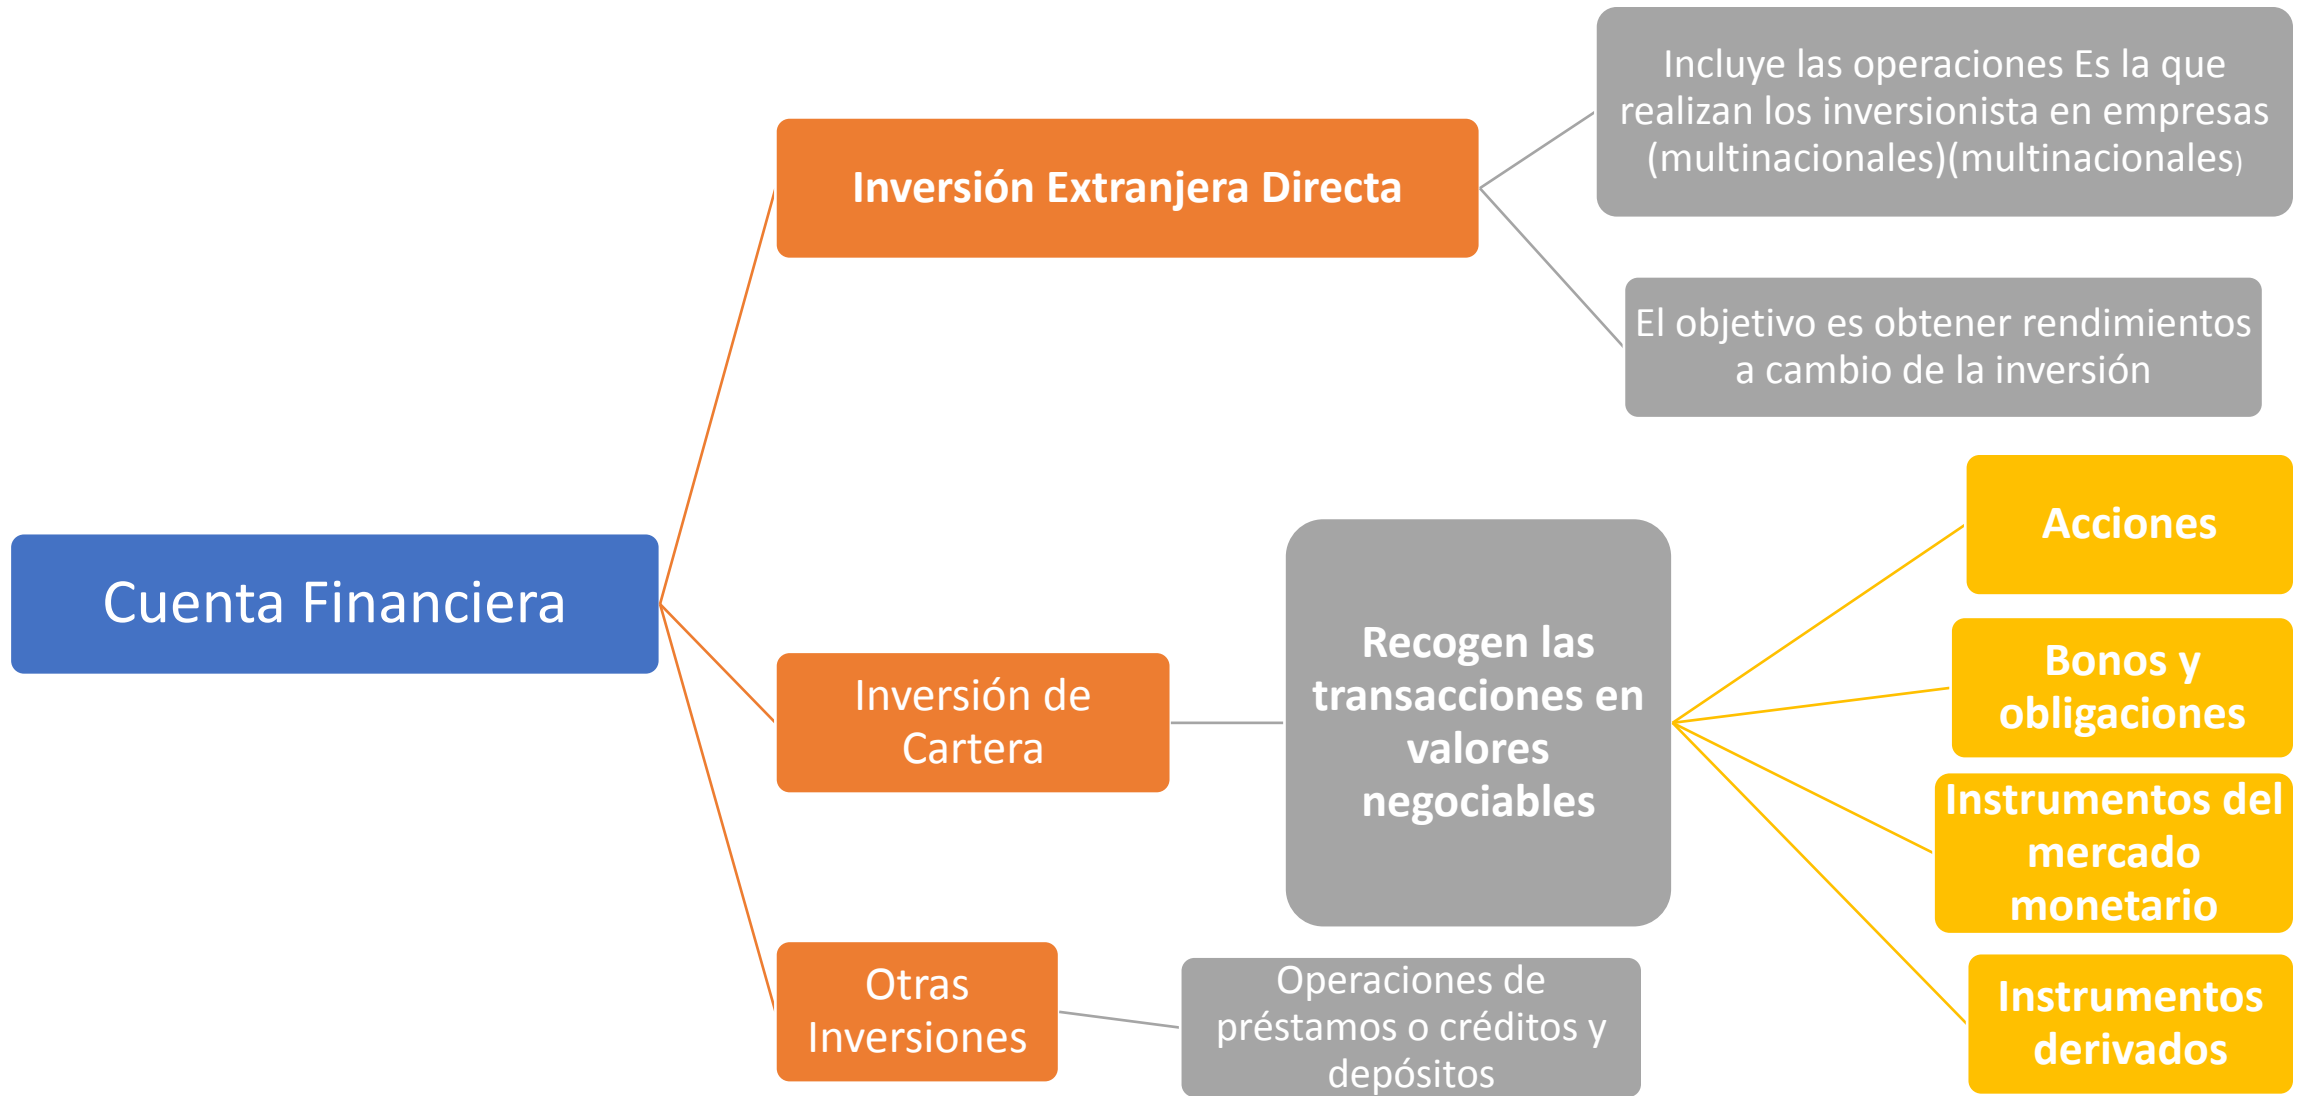 Cuenta Financiera
Inversión Extranjera Directa
Incluye las operaciones Es la que
realizan los inversionista en empresas
(multinacionales)(multinacionales)
El objetivo es obtener rendimientos
a cambio de la inversión
Inversión de
Cartera
Recogen las
transacciones en
valores
negociables
Acciones
Bonos y
obligaciones
Instrumentos del
mercado
monetario
Instrumentos
derivados
Otras
Inversiones
Operaciones de
préstamos o créditos y
depósitos